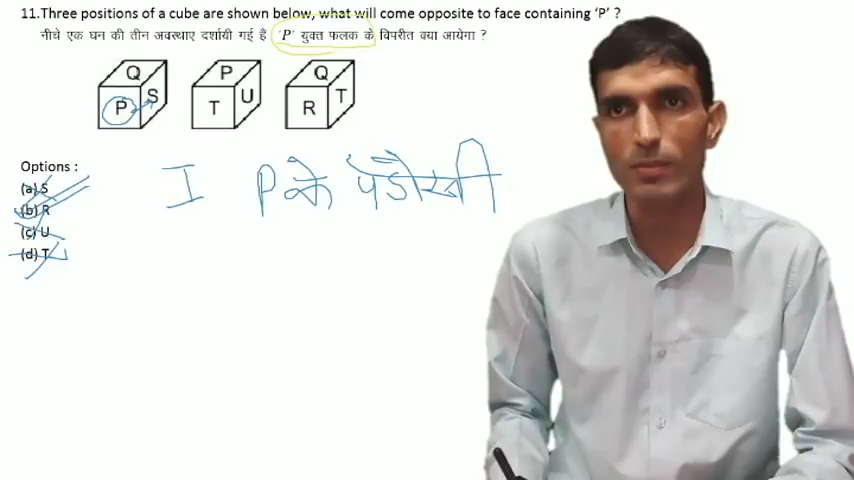 11.Three positions of a cube are shown below, what will come opposite to face containing ‘P’ ?
नीचे एक घन की तीन अवस्थाए दर्शायी गई हैं ‘P’ युक्त फलक के विपरीत क्या आयेगा ?
Q P Q
P S T U R T
Options :
I P के पडोसी
(a) S
(b) R
(c) U
(d) T